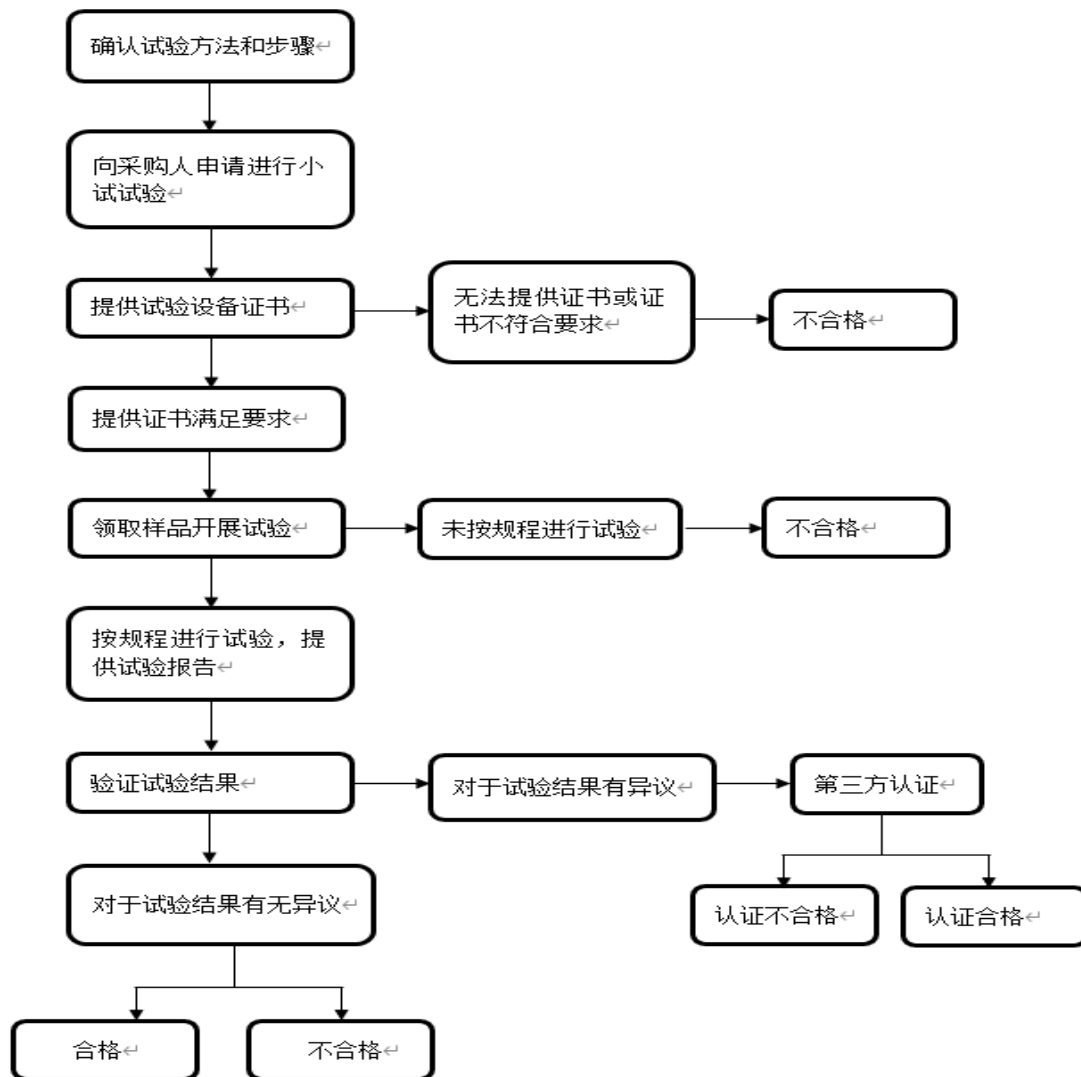 确认试验方法和步骤↵
向采购人申请进行小
试试验↵
提供试验设备证书↵
无法提供证书或证
书不符合要求↵
不合格↵
提供证书满足要求↵
领取样品开展试验↵
未按规程进行试验↵
不合格↵
按规程进行试验，提
供试验报告↵
验证试验结果↵
对于试验结果有异议↵
第三方认证↵
对于试验结果有无异议↵
认证不合格↵
认证合格↵
合格↵
不合格↵